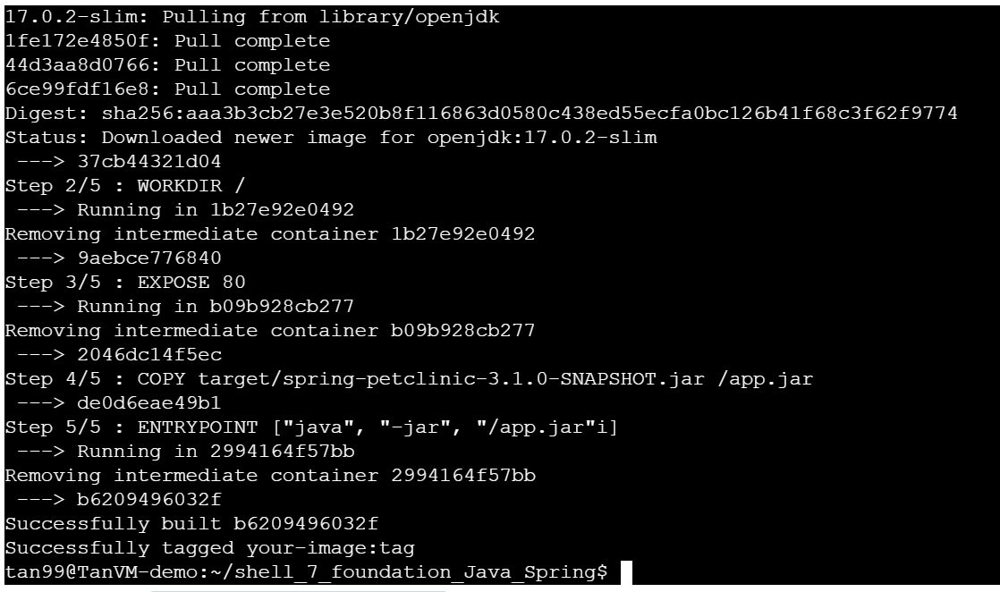 17.0.2-slim: Pulling from library/openjdk
1fe172e4850f: Pull complete
44d3aa8d0766: Pull complete
6ce99fdf16e8: Pull complete
Digest: sha256:aaa3b3cb27e3e520b8f116863d0580c438ed55ecfa0bc126b41f68c3f62f9774
Status: Downloaded newer image for openjdk:17.0.2-slim
 ---> 37cb44321d04
Step 2/5 : WORKDIR /
 ---> Running in 1b27e92e0492
Removing intermediate container 1b27e92e0492
 ---> 9aebce776840
Step 3/5 : EXPOSE 80
 ---> Running in b09b928cb277
Removing intermediate container b09b928cb277
 ---> 2046dc14f5ec
Step 4/5 : COPY target/spring-petclinic-3.1.0-SNAPSHOT.jar /app.jar
 ---> de0d6eae49b1
Step 5/5 : ENTRYPOINT ["java", "-jar", "/app.jar"i]
 ---> Running in 2994164f57bb
Removing intermediate container 2994164f57bb
 ---> b6209496032f
Successfully built b6209496032f
Successfully tagged your-image:tag
tan99@TanVM-demo:~/shell_7_foundation_Java_Spring$